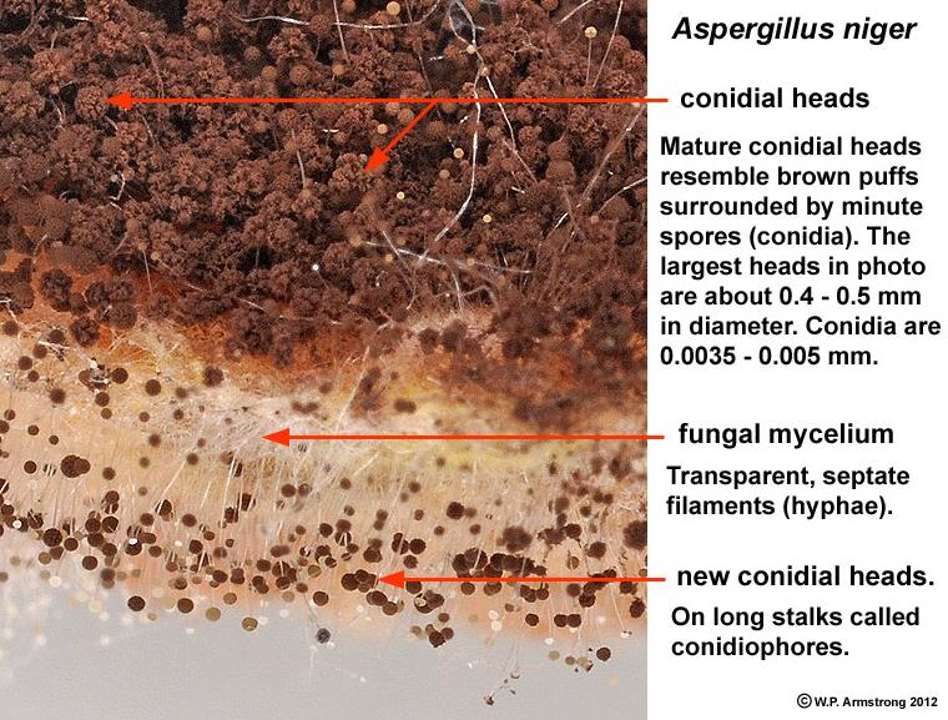 Aspergillus niger
conidial heads
Mature conidial heads
resemble brown puffs
surrounded by minute
spores (conidia). The
largest heads in photo
are about 0.4 - 0.5 mm
in diameter. Conidia are
0.0035 - 0.005 mm.
fungal mycelium
Transparent, septate
filaments (hyphae).
new conidial heads.
On long stalks called
conidiophores.
© W.P. Armstrong 2012